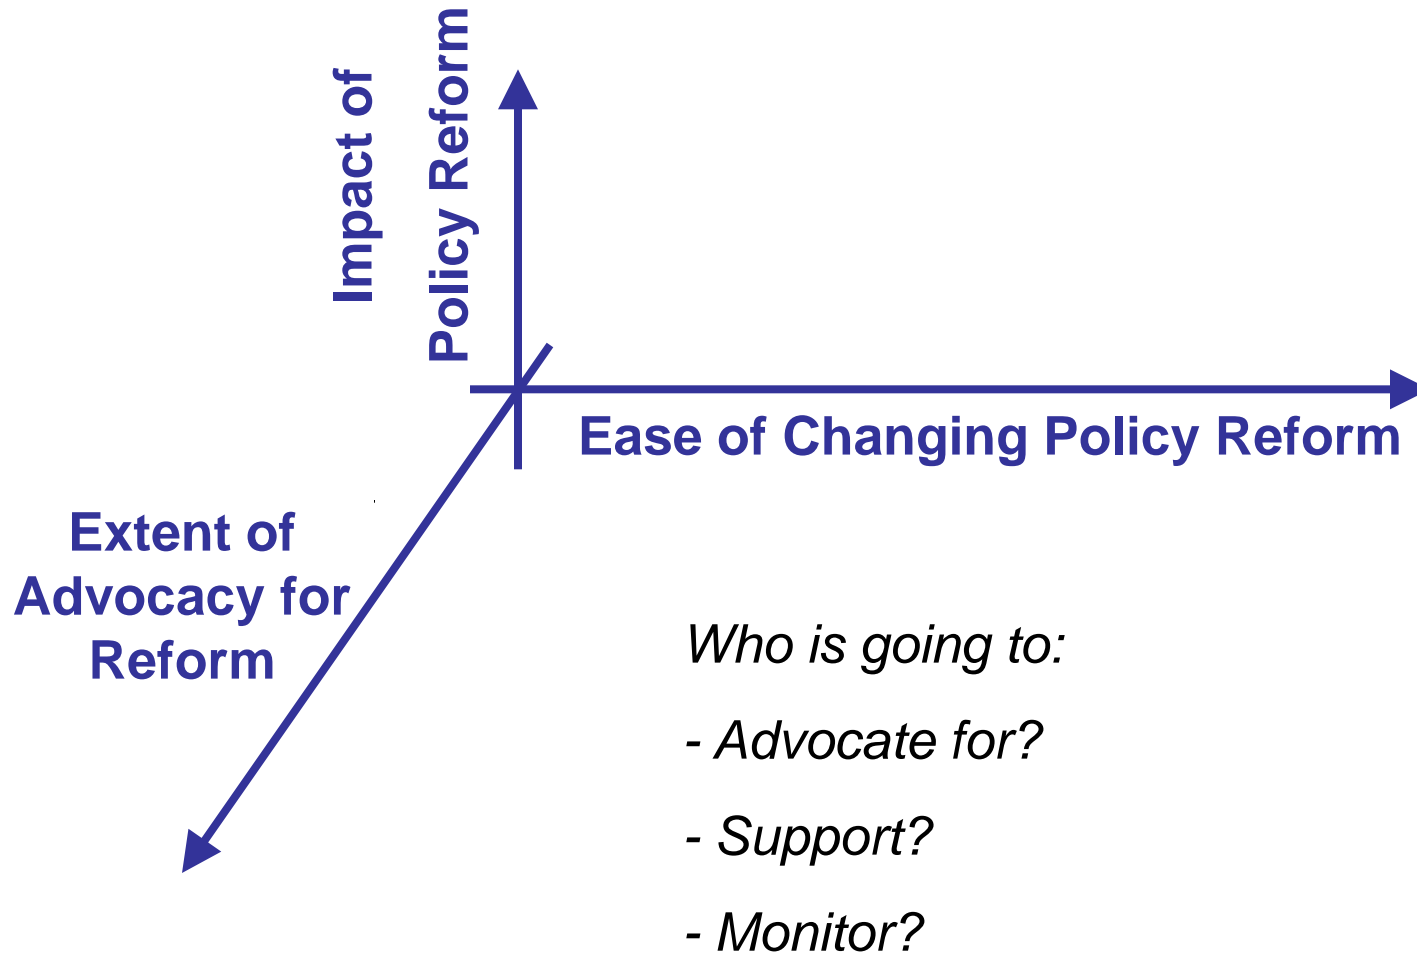 Impact of
Policy Reform
Ease of Changing Policy Reform
Extent of
Advocacy for
Reform
Who is going to:
- Advocate for?
- Support?
- Monitor?